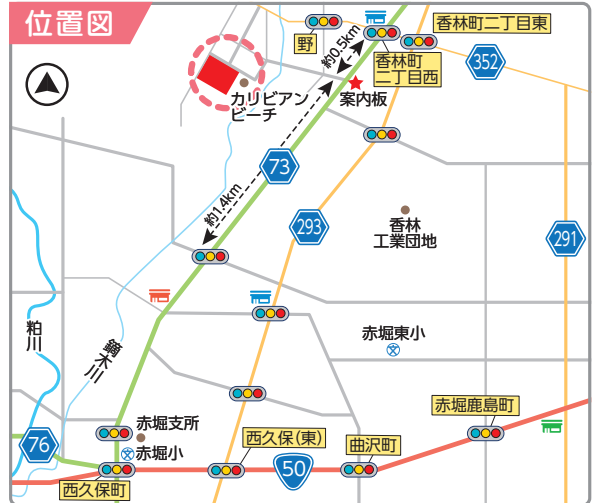 位置図
野
約0.5km
香林町二丁目東
香林町
二丁目西
352
カリビアン
ビーチ
案内板
73
約1.4km
293
香林
工業団地
291
粕川
鏑木川
赤堀東小
文
赤堀支所
文
赤堀小
76
西久保町
西久保(東)
50
曲沢町
赤堀鹿島町